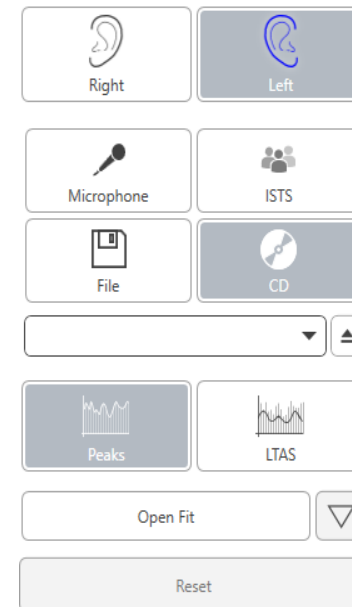 Right Left
Microphone ISTS
File CD
Peaks LTAS
Open Fit
Reset